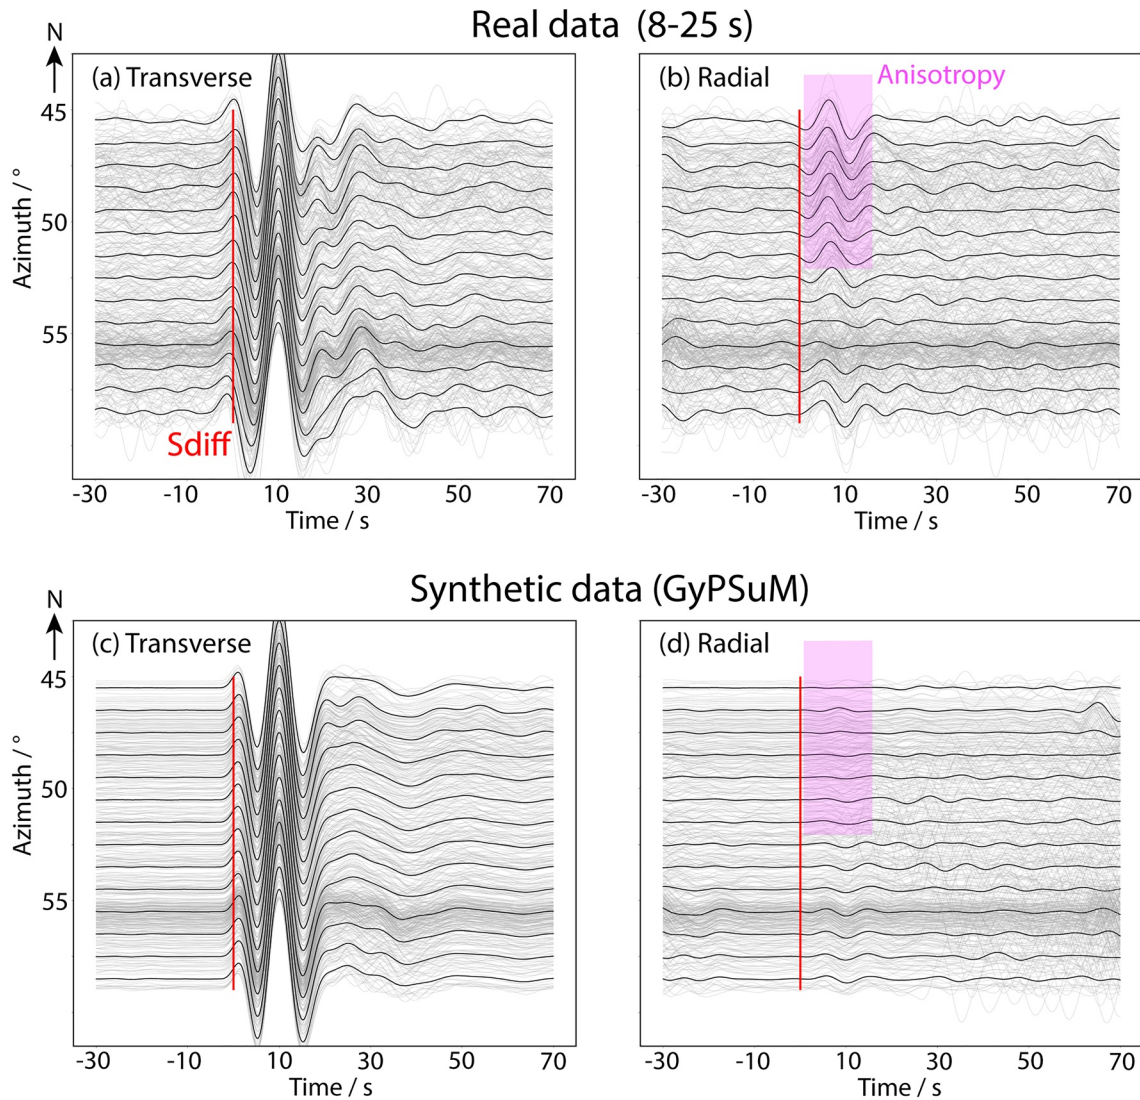 Real data (8-25 s)
N
(a) Transverse
(b) Radial
Anisotropy
45
50
55
Azimuth / °
Sdiff
-30 -10 10 30 50 70
Time / s
-30 -10 10 30 50 70
Time / s
Synthetic data (GyPSuM)
N
(c) Transverse
(d) Radial
45
50
55
Azimuth / °
-30 -10 10 30 50 70
Time / s
-30 -10 10 30 50 70
Time / s